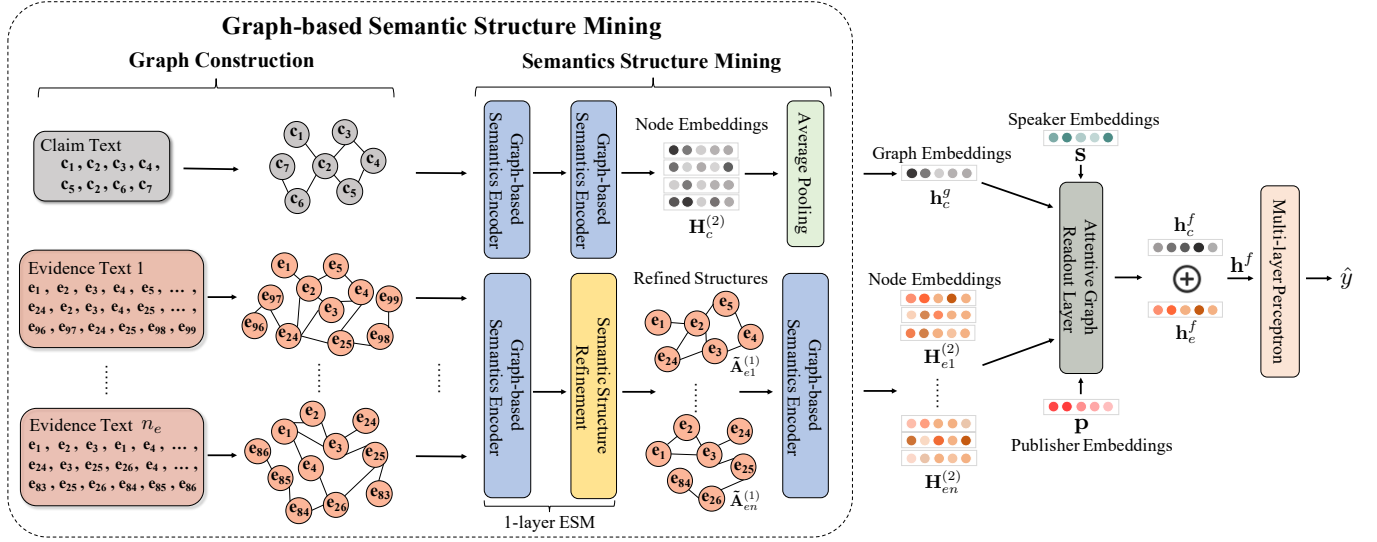 Graph-based Semantic Structure Mining
Graph Construction
Semantics Structure Mining
Claim Text
c₁ , c₂ , c₃ , c₄ ,
c₅ , c₂ , c₆ , c₇
c₁
c₃
c₇
c₂
c₄
c₆
c₅
Graph-based
Semantics Encoder
Graph-based
Semantics Encoder
Node Embeddings
H_c^{(2)}
Average Pooling
Graph Embeddings
h_c^g
Speaker Embeddings
s
Evidence Text 1
e₁ , e₂ , e₃ , e₄ , e₅ , … ,
e₂₄ , e₂ , e₃ , e₄ , e₂₅ , … ,
e₉₆ , e₉₇ , e₂₄ , e₂₅ , e₉₈ , e₉₉
e₁
e₅
e₉₇
e₂
e₄
e₉₉
e₃
e₉₆
e₂₄
e₂₅
e₉₈
Graph-based
Semantics Encoder
Semantic Structure
Refinement
Refined Structures
e₅
e₁
e₂
e₄
e₂₄
e₃
Ã_{e1}^{(1)}
Graph-based
Semantics Encoder
Node Embeddings
H_{e1}^{(2)}
Attentive Graph
Readout Layer
h_c^f
⊕
h_e^f
h^f
Multi-layer Perceptron
ŷ
Evidence Text n_e
e₁ , e₂ , e₃ , e₁ , e₄ , … ,
e₂₄ , e₃ , e₂₅ , e₂₆ , e₄ , … ,
e₈₃ , e₂₅ , e₂₆ , e₈₄ , e₈₅ , e₈₆
e₂
e₂₄
e₁
e₃
e₈₆
e₂₅
e₄
e₈₅
e₈₃
e₈₄
e₂₆
e₂
e₂₄
e₁
e₃
e₂₅
e₈₄
e₂₆
Ã_{en}^{(1)}
H_{en}^{(2)}
p
Publisher Embeddings
1-layer ESM